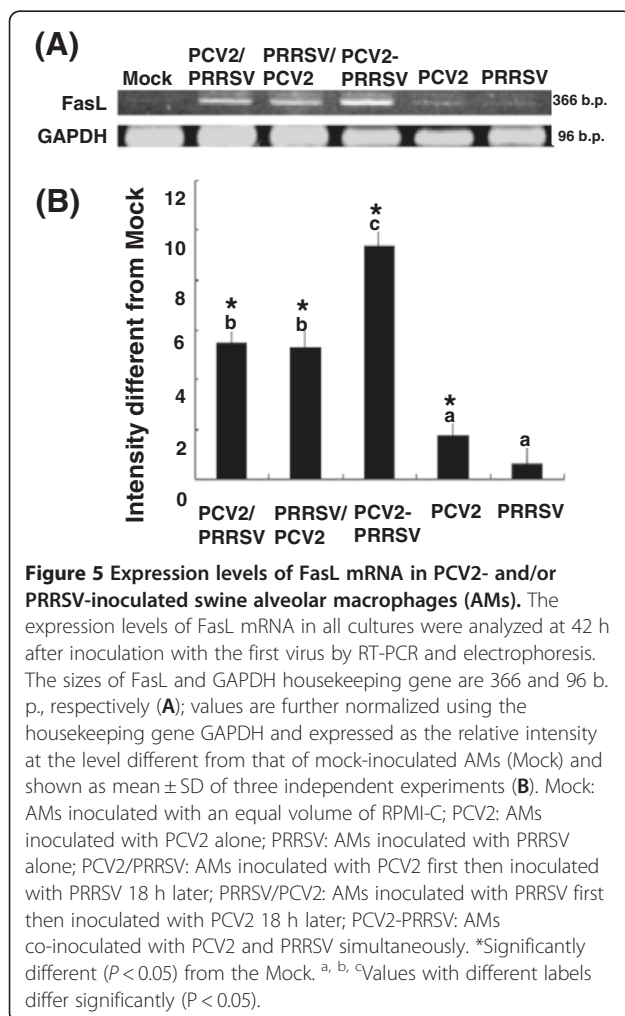 (A)
Mock PCV2/ PRRSV/ PCV2- PCV2 PRRSV
PRRSV PCV2 PRRSV
FasL 366 b.p.
GAPDH 96 b.p.
(B)
Intensity different from Mock
12
10
8
6
4
2
0
* b
* b
* c
* a
a
PCV2/ PRRSV/ PCV2- PCV2 PRRSV
PRRSV PCV2 PRRSV
Figure 5 Expression levels of FasL mRNA in PCV2- and/or
PRRSV-inoculated swine alveolar macrophages (AMs). The
expression levels of FasL mRNA in all cultures were analyzed at 42 h
after inoculation with the first virus by RT-PCR and electrophoresis.
The sizes of FasL and GAPDH housekeeping gene are 366 and 96 b.
p., respectively (A); values are further normalized using the
housekeeping gene GAPDH and expressed as the relative intensity
at the level different from that of mock-inoculated AMs (Mock) and
shown as mean ± SD of three independent experiments (B). Mock:
AMs inoculated with an equal volume of RPMI-C; PCV2: AMs
inoculated with PCV2 alone; PRRSV: AMs inoculated with PRRSV
alone; PCV2/PRRSV: AMs inoculated with PCV2 first then inoculated
with PRRSV 18 h later; PRRSV/PCV2: AMs inoculated with PRRSV first
then inoculated with PCV2 18 h later; PCV2-PRRSV: AMs
co-inoculated with PCV2 and PRRSV simultaneously. *Significantly
different (P < 0.05) from the Mock. a, b, cValues with different labels
differ significantly (P < 0.05).